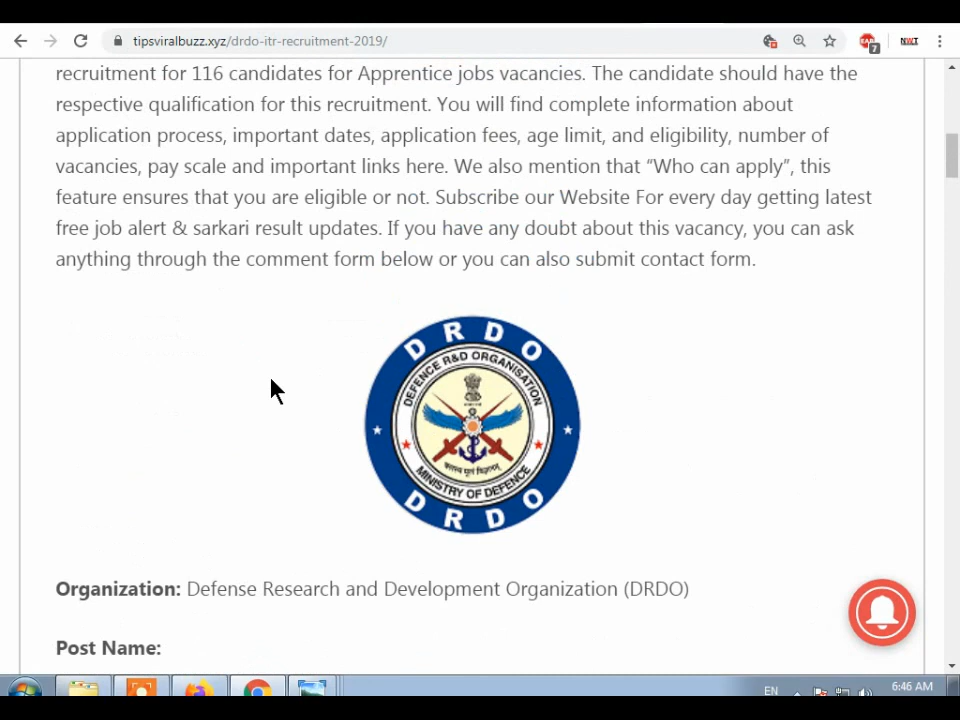 tipsviralbuzz.xyz/drdo-itr-recruitment-2019/
7
NWT
recruitment for 116 candidates for Apprentice jobs vacancies. The candidate should have the
respective qualification for this recruitment. You will find complete information about
application process, important dates, application fees, age limit, and eligibility, number of
vacancies, pay scale and important links here. We also mention that “Who can apply”, this
feature ensures that you are eligible or not. Subscribe our Website For every day getting latest
free job alert & sarkari result updates. If you have any doubt about this vacancy, you can ask
anything through the comment form below or you can also submit contact form.
DRDO
DEFENCE R&D ORGANISATION
बलस्य मूलं विज्ञानम्
MINISTRY OF DEFENCE
DRDO
Organization: Defense Research and Development Organization (DRDO)
Post Name:
EN
6:46 AM